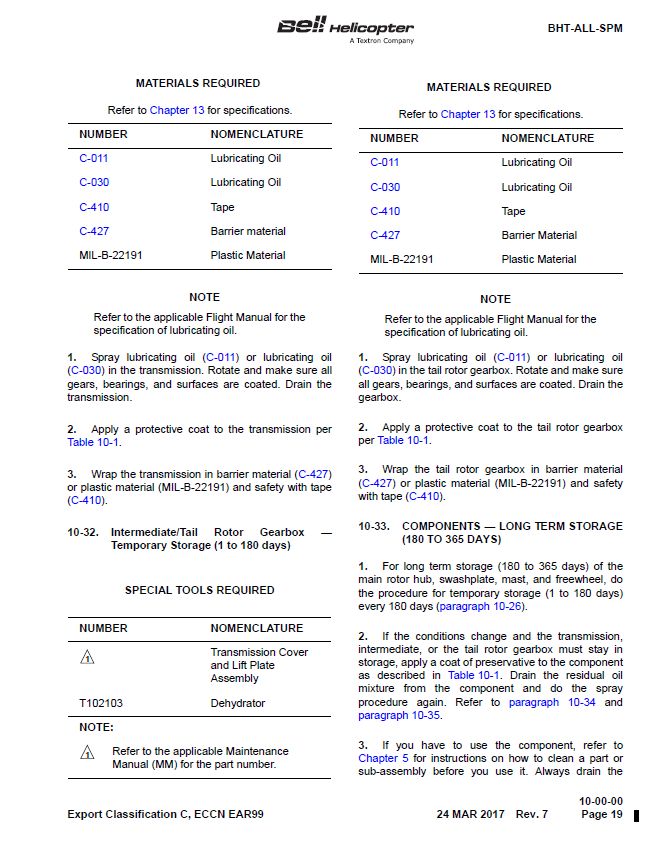 Bell Helicopter
A Textron Company
BHT-ALL-SPM
MATERIALS REQUIRED
Refer to Chapter 13 for specifications.
NUMBER NOMENCLATURE
C-011 Lubricating Oil
C-030 Lubricating Oil
C-410 Tape
C-427 Barrier material
MIL-B-22191 Plastic Material
NOTE
Refer to the applicable Flight Manual for the
specification of lubricating oil.
1. Spray lubricating oil (C-011) or lubricating oil
(C-030) in the transmission. Rotate and make sure all
gears, bearings, and surfaces are coated. Drain the
transmission.
2. Apply a protective coat to the transmission per
Table 10-1.
3. Wrap the transmission in barrier material (C-427)
or plastic material (MIL-B-22191) and safety with tape
(C-410).
10-32. Intermediate/Tail Rotor Gearbox —
Temporary Storage (1 to 180 days)
SPECIAL TOOLS REQUIRED
NUMBER NOMENCLATURE
1 Transmission Cover
and Lift Plate
Assembly
T102103 Dehydrator
NOTE:
1 Refer to the applicable Maintenance
Manual (MM) for the part number.
MATERIALS REQUIRED
Refer to Chapter 13 for specifications.
NUMBER NOMENCLATURE
C-011 Lubricating Oil
C-030 Lubricating Oil
C-410 Tape
C-427 Barrier Material
MIL-B-22191 Plastic Material
NOTE
Refer to the applicable Flight Manual for the
specification of lubricating oil.
1. Spray lubricating oil (C-011) or lubricating oil
(C-030) in the tail rotor gearbox. Rotate and make sure
all gears, bearings, and surfaces are coated. Drain the
gearbox.
2. Apply a protective coat to the tail rotor gearbox
per Table 10-1.
3. Wrap the tail rotor gearbox in barrier material
(C-427) or plastic material (MIL-B-22191) and safety
with tape (C-410).
10-33. COMPONENTS — LONG TERM STORAGE
(180 TO 365 DAYS)
1. For long term storage (180 to 365 days) of the
main rotor hub, swashplate, mast, and freewheel, do
the procedure for temporary storage (1 to 180 days)
every 180 days (paragraph 10-26).
2. If the conditions change and the transmission,
intermediate, or the tail rotor gearbox must stay in
storage, apply a coat of preservative to the component
as described in Table 10-1. Drain the residual oil
mixture from the component and do the spray
procedure again. Refer to paragraph 10-34 and
paragraph 10-35.
3. If you have to use the component, refer to
Chapter 5 for instructions on how to clean a part or
sub-assembly before you use it. Always drain the
10-00-00
Export Classification C, ECCN EAR99 24 MAR 2017 Rev. 7 Page 19